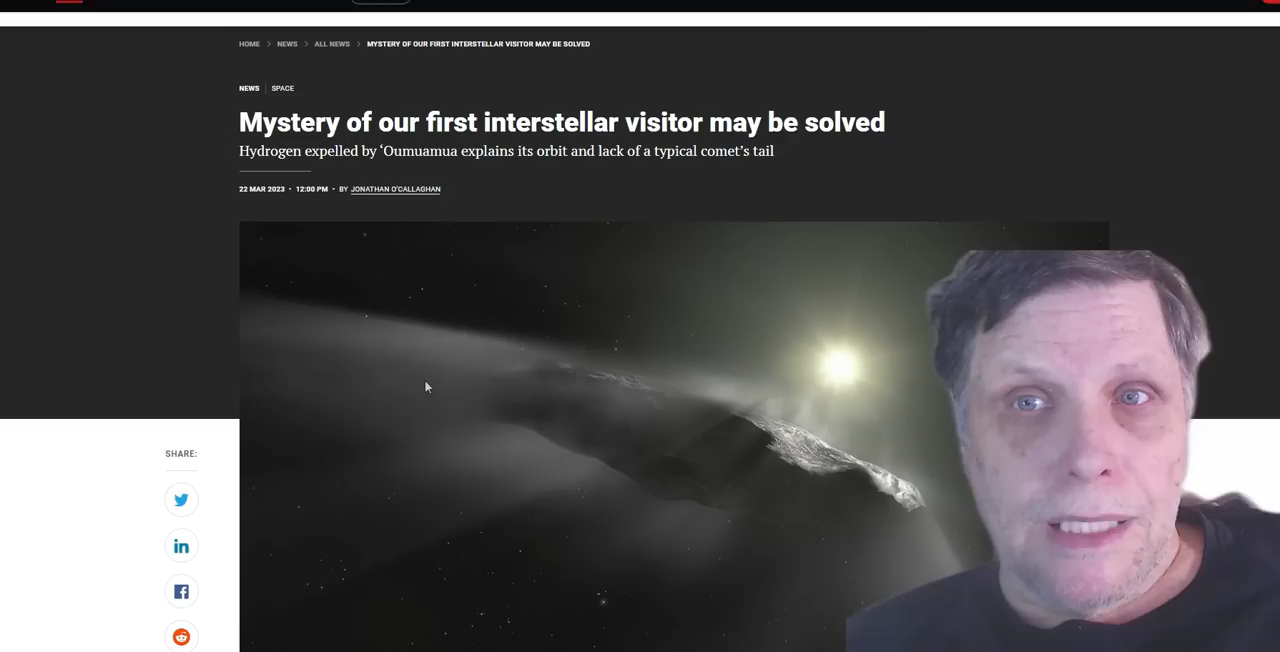 HOME > NEWS > ALL NEWS > MYSTERY OF OUR FIRST INTERSTELLAR VISITOR MAY BE SOLVED
NEWS | SPACE
Mystery of our first interstellar visitor may be solved
Hydrogen expelled by ‘Oumuamua explains its orbit and lack of a typical comet’s tail
22 MAR 2023 • 12:00 PM • BY JONATHAN O’CALLAGHAN
SHARE:
in